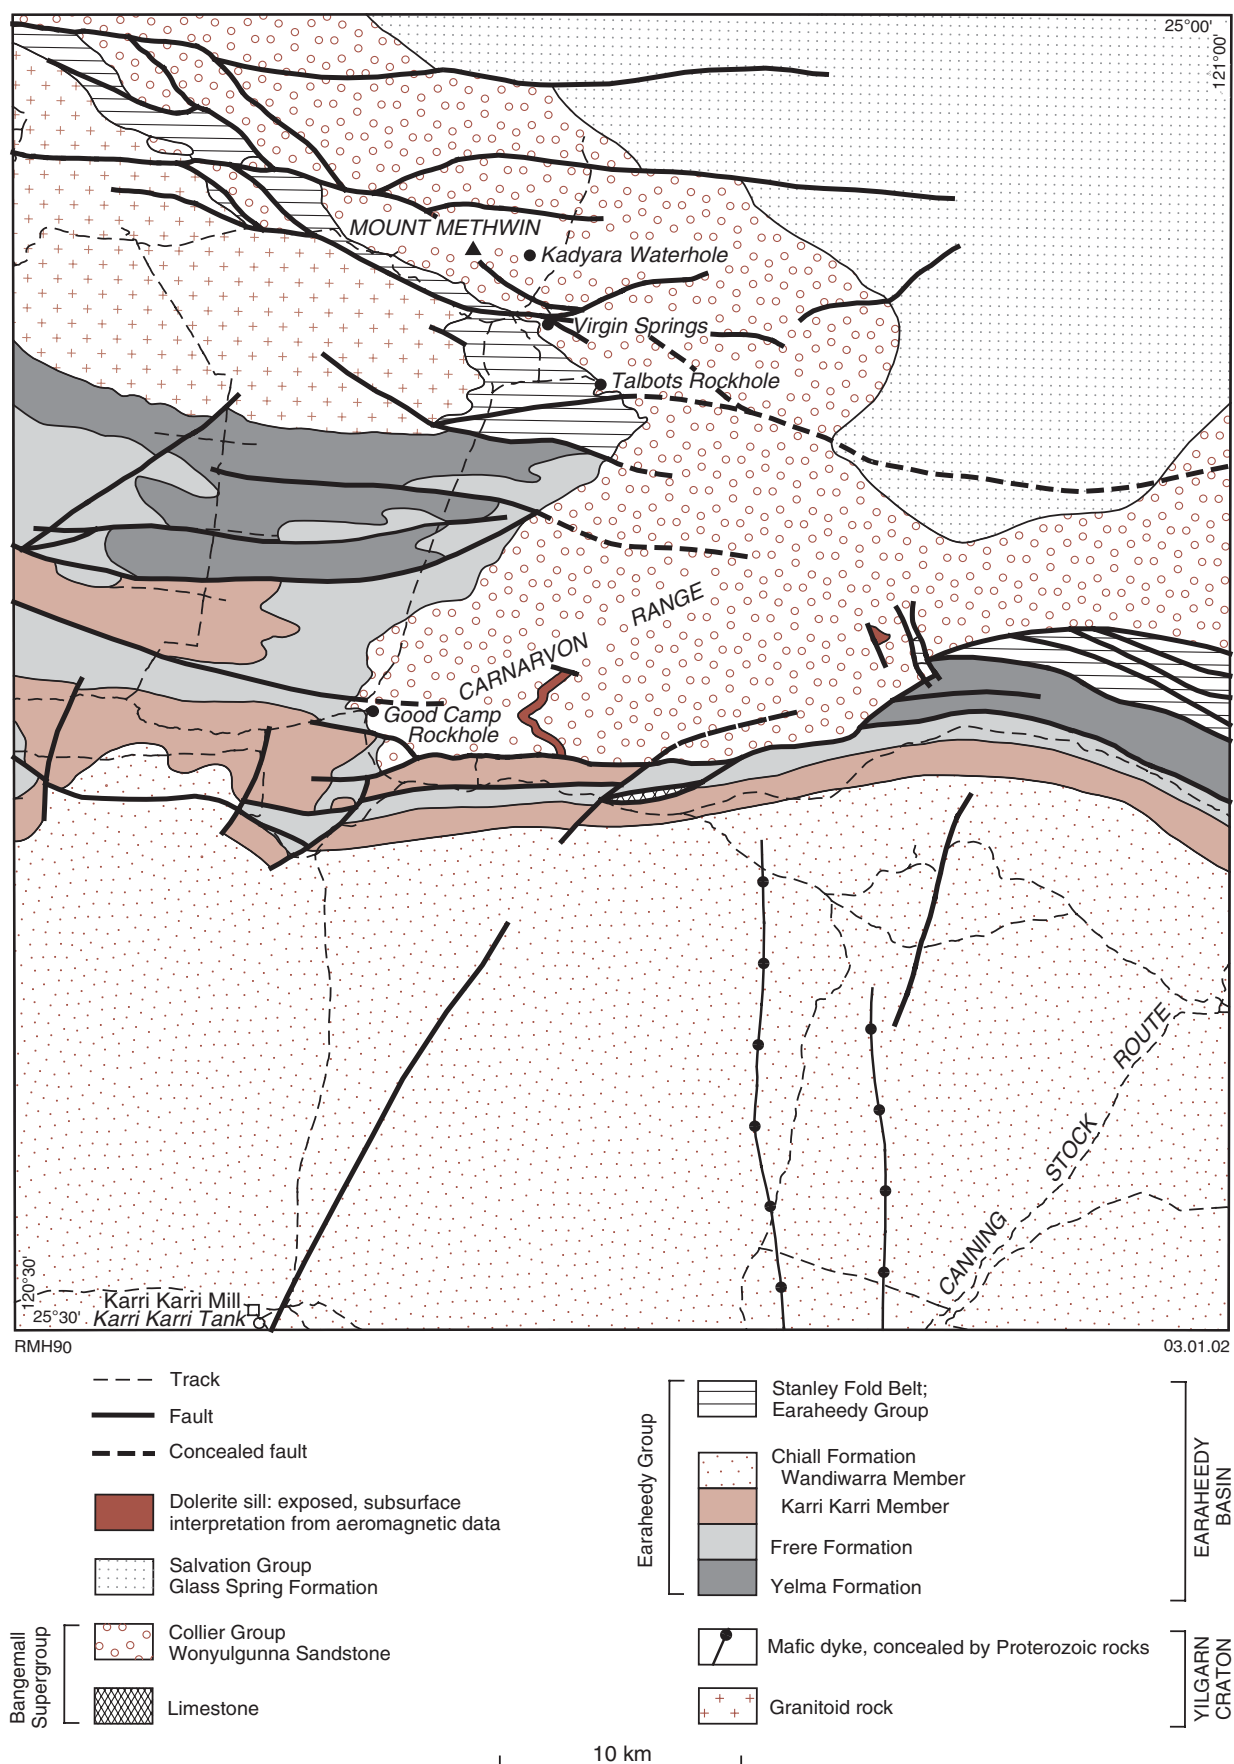 25°00'
121°00'
MOUNT METHWIN
Kadyara Waterhole
Virgin Springs
Talbots Rockhole
RANGE
CARNARVON
Good Camp
Rockhole
ROUTE
STOCK
CANNING
120°30'
Karri Karri Mill
25°30'
Karri Karri Tank
RMH90
03.01.02
Track
Fault
Concealed fault
Dolerite sill: exposed, subsurface
interpretation from aeromagnetic data
Salvation Group
Glass Spring Formation
Bangemall
Supergroup
Collier Group
Wonyulgunna Sandstone
Limestone
Earaheedy Group
Stanley Fold Belt;
Earaheedy Group
Chiall Formation
Wandiwarra Member
Karri Karri Member
Frere Formation
Yelma Formation
EARAHEEDY
BASIN
Mafic dyke, concealed by Proterozoic rocks
Granitoid rock
YILGARN
CRATON
10 km